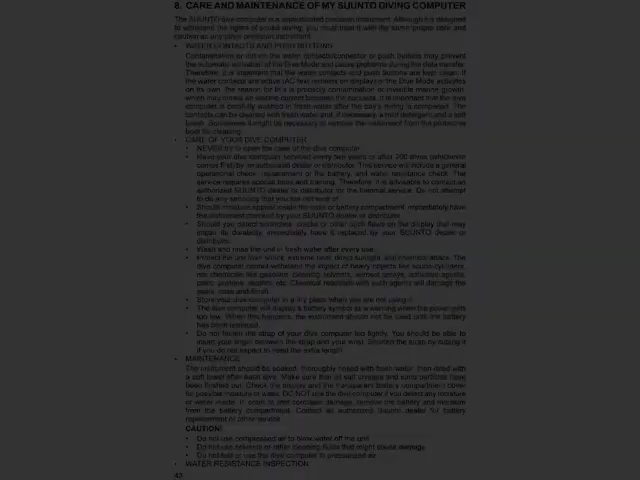 8. CARE AND MAINTENANCE OF MY SUUNTO DIVING COMPUTER
The SUUNTO dive computer is a sophisticated precision instrument. Although it is designed
to withstand the rigors of scuba diving, you must treat it with the same proper care and
caution as any other precision instrument.
• WATER CONTACTS AND PUSH BUTTONS
Contamination or dirt on the water contacts/connector or push buttons may prevent
the automatic activation of the Dive Mode and cause problems during the data transfer.
Therefore, it is important that the water contacts and push buttons are kept clean. If
the water contacts are active (AC text remains on display) or the Dive Mode activates
on its own, the reason for this is probably contamination or invisible marine growth
which may create an electric current between the contacts. It is important that the dive
computer is carefully washed in fresh water after the day's diving is completed. The
contacts can be cleaned with fresh water and, if necessary, a mild detergent and a soft
brush. Sometimes it might be necessary to remove the instrument from the protective
boot for cleaning.
• CARE OF YOUR DIVE COMPUTER
• NEVER try to open the case of the dive computer.
• Have your dive computer serviced every two years or after 200 dives (whichever
comes first) by an authorized dealer or distributor. This service will include a general
operational check, replacement of the battery, and water resistance check. The
service requires special tools and training. Therefore, it is advisable to contact an
authorized SUUNTO dealer or distributor for the biennial service. Do not attempt
to do any servicing that you are not sure of.
• Should moisture appear inside the case or battery compartment, immediately have
the instrument checked by your SUUNTO dealer or distributor.
• Should you detect scratches, cracks or other such flaws on the display that may
impair its durability, immediately have it replaced by your SUUNTO dealer or
distributor.
• Wash and rinse the unit in fresh water after every use.
• Protect the unit from shock, extreme heat, direct sunlight, and chemical attack. The
dive computer cannot withstand the impact of heavy objects like scuba cylinders,
nor chemicals like gasoline, cleaning solvents, aerosol sprays, adhesive agents,
paint, acetone, alcohol, etc. Chemical reactions with such agents will damage the
seals, case and finish.
• Store your dive computer in a dry place when you are not using it.
• The dive computer will display a battery symbol as a warning when the power gets
too low. When this happens, the instrument should not be used until the battery
has been replaced.
• Do not fasten the strap of your dive computer too tightly. You should be able to
insert your finger between the strap and your wrist. Shorten the strap by cutting it
if you do not expect to need the extra length.
• MAINTENANCE
The instrument should be soaked, thoroughly rinsed with fresh water, then dried with
a soft towel after each dive. Make sure that all salt crystals and sand particles have
been flushed out. Check the display and the transparent battery compartment cover
for possible moisture or water. DO NOT use the dive computer if you detect any moisture
or water inside. In order to limit corrosion damage, remove the battery and moisture
from the battery compartment. Contact an authorized Suunto dealer for battery
replacement or other service.
CAUTION!
• Do not use compressed air to blow water off the unit.
• Do not use solvents or other cleaning fluids that might cause damage.
• Do not test or use the dive computer in pressurized air.
• WATER RESISTANCE INSPECTION